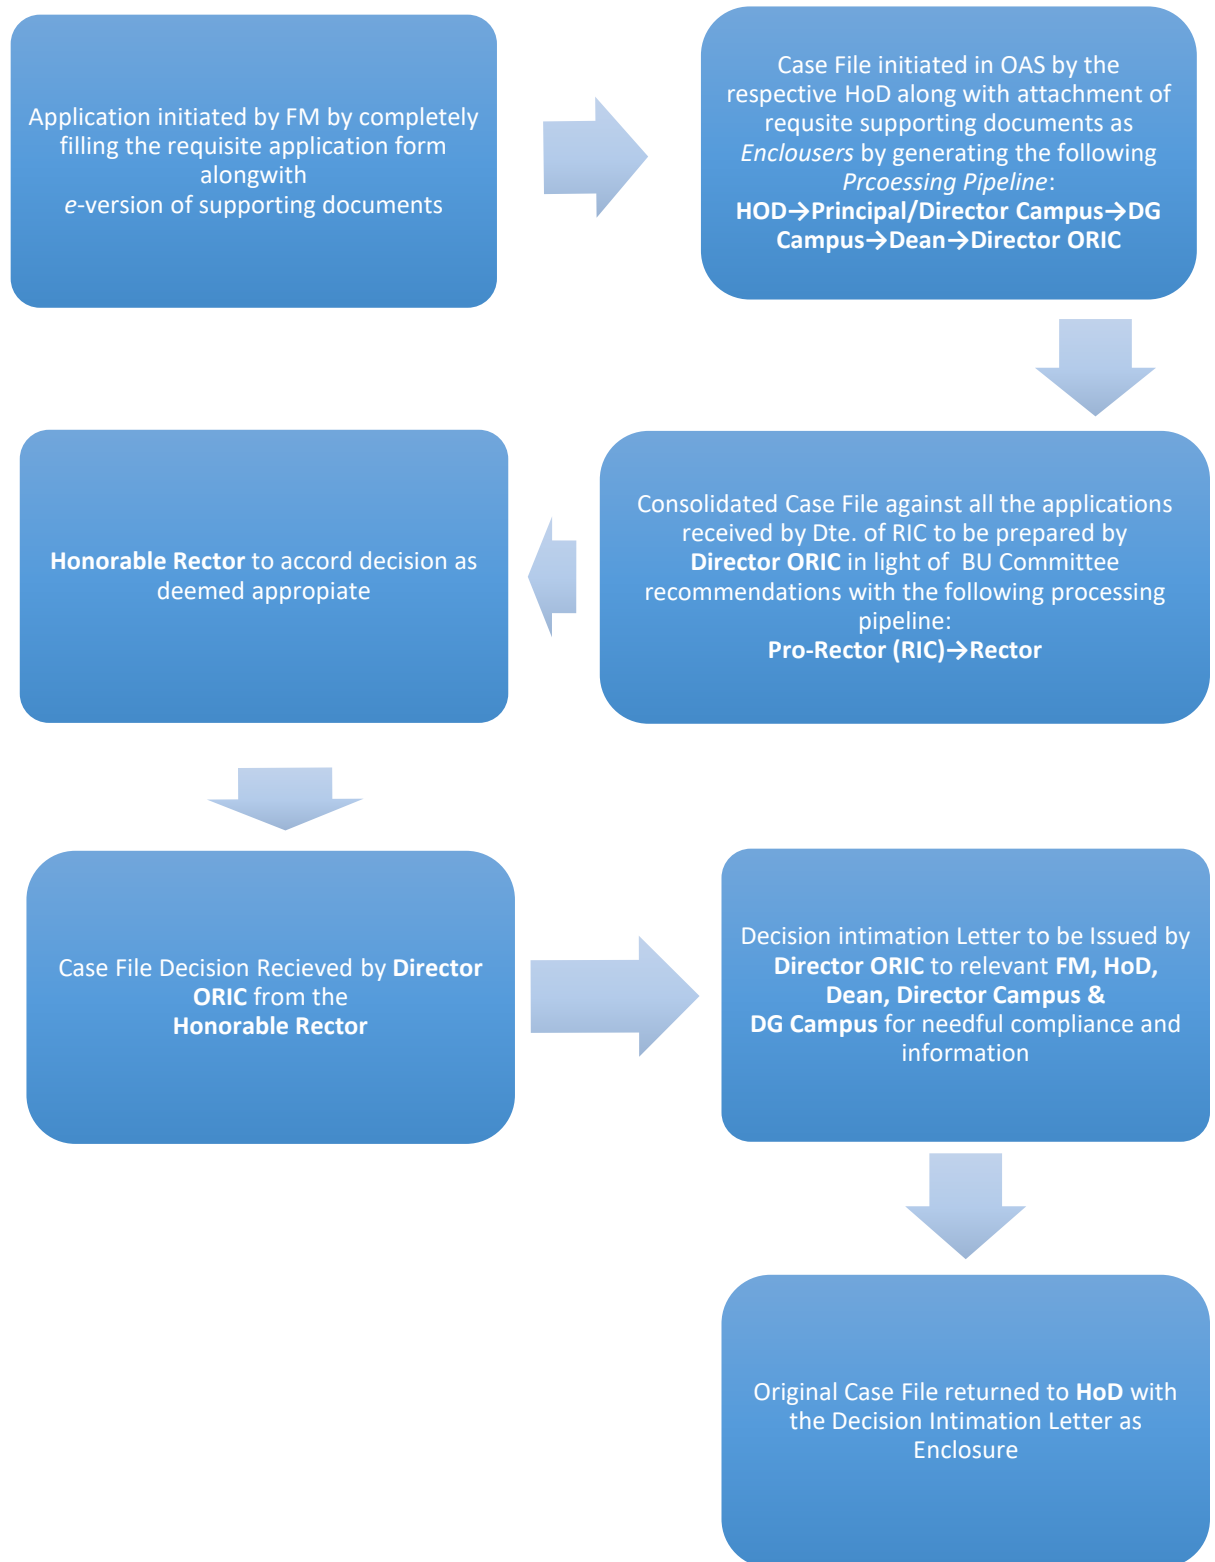 Application initiated by FM by completely
filling the requisite application form
alongwith
e-version of supporting documents
Case File initiated in OAS by the
respective HoD along with attachment of
requsite supporting documents as
Enclousers by generating the following
Prcoessing Pipeline:
HOD→Principal/Director Campus→DG
Campus→Dean→Director ORIC
Consolidated Case File against all the applications
received by Dte. of RIC to be prepared by
Director ORIC in light of  BU Committee
recommendations with the following processing
pipeline:
Pro-Rector (RIC)→Rector
Honorable Rector to accord decision as
deemed appropiate
Case File Decision Recieved by Director
ORIC from the
Honorable Rector
Decision intimation Letter to be Issued by
Director ORIC to relevant FM, HoD,
Dean, Director Campus &
DG Campus for needful compliance and
information
Original Case File returned to HoD with
the Decision Intimation Letter as
Enclosure